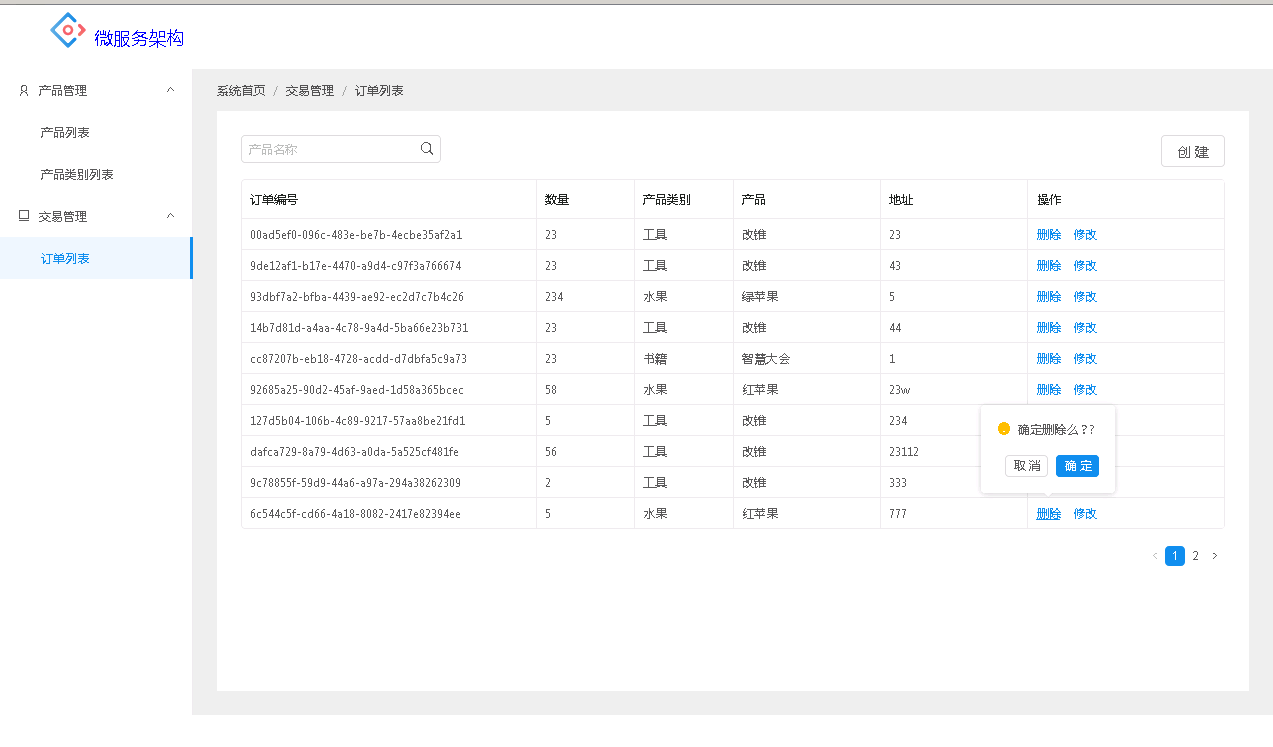 微服务架构
产品管理
产品列表
产品类别列表
交易管理
订单列表
系统首页 / 交易管理 / 订单列表
产品名称
创 建
订单编号 数量 产品类别 产品 地址 操作
00ad5ef0-096c-483e-be7b-4ecbe35af2a1 23 工具 改锥 23 删除 修改
9de12af1-b17e-4470-a9d4-c97f3a766674 23 工具 改锥 43 删除 修改
93dbf7a2-bfba-4439-ae92-ec2d7c7b4c26 234 水果 绿苹果 5 删除 修改
14b7d81d-a4aa-4c78-9a4d-5ba66e23b731 23 工具 改锥 44 删除 修改
cc87207b-eb18-4728-acdd-d7dbfa5c9a73 23 书籍 智慧大会 1 删除 修改
92685a25-90d2-45af-9aed-1d58a365bcec 58 水果 红苹果 23w 删除 修改
127d5b04-106b-4c89-9217-57aa8be21fd1 5 工具 改锥 234
dafca729-8a79-4d63-a0da-5a525cf481fe 56 工具 改锥 23112
9c78855f-59d9-44a6-a97a-294a38262309 2 工具 改锥 333
6c544c5f-cd66-4a18-8082-2417e82394ee 5 水果 红苹果 777 删除 修改
确定删除么??
取 消 确 定
< 1 2 >